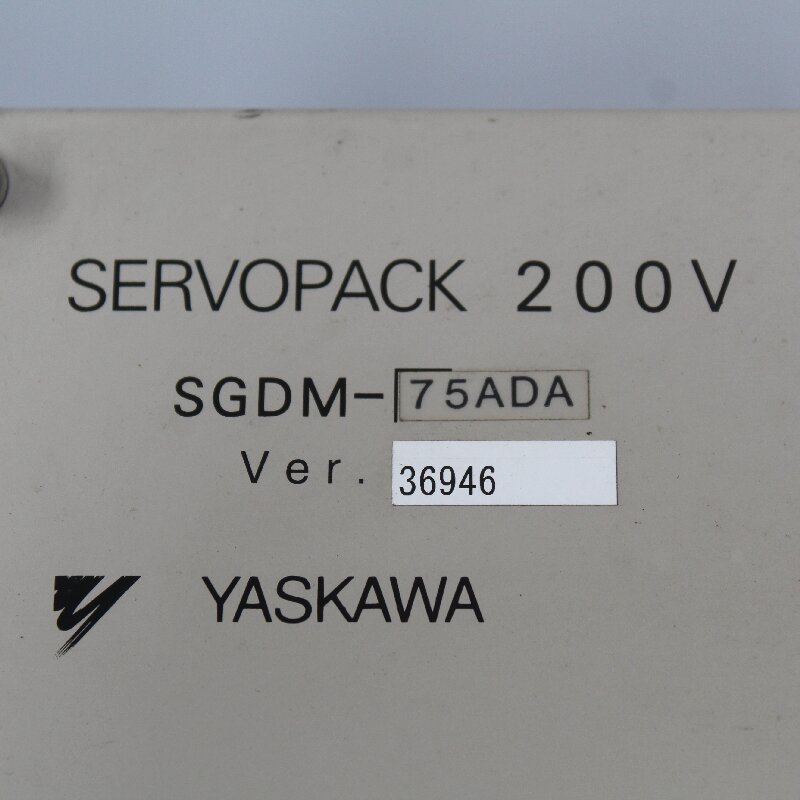 SERVOPACK 200V
SGDM-75ADA
Ver. 36946
YASKAWA